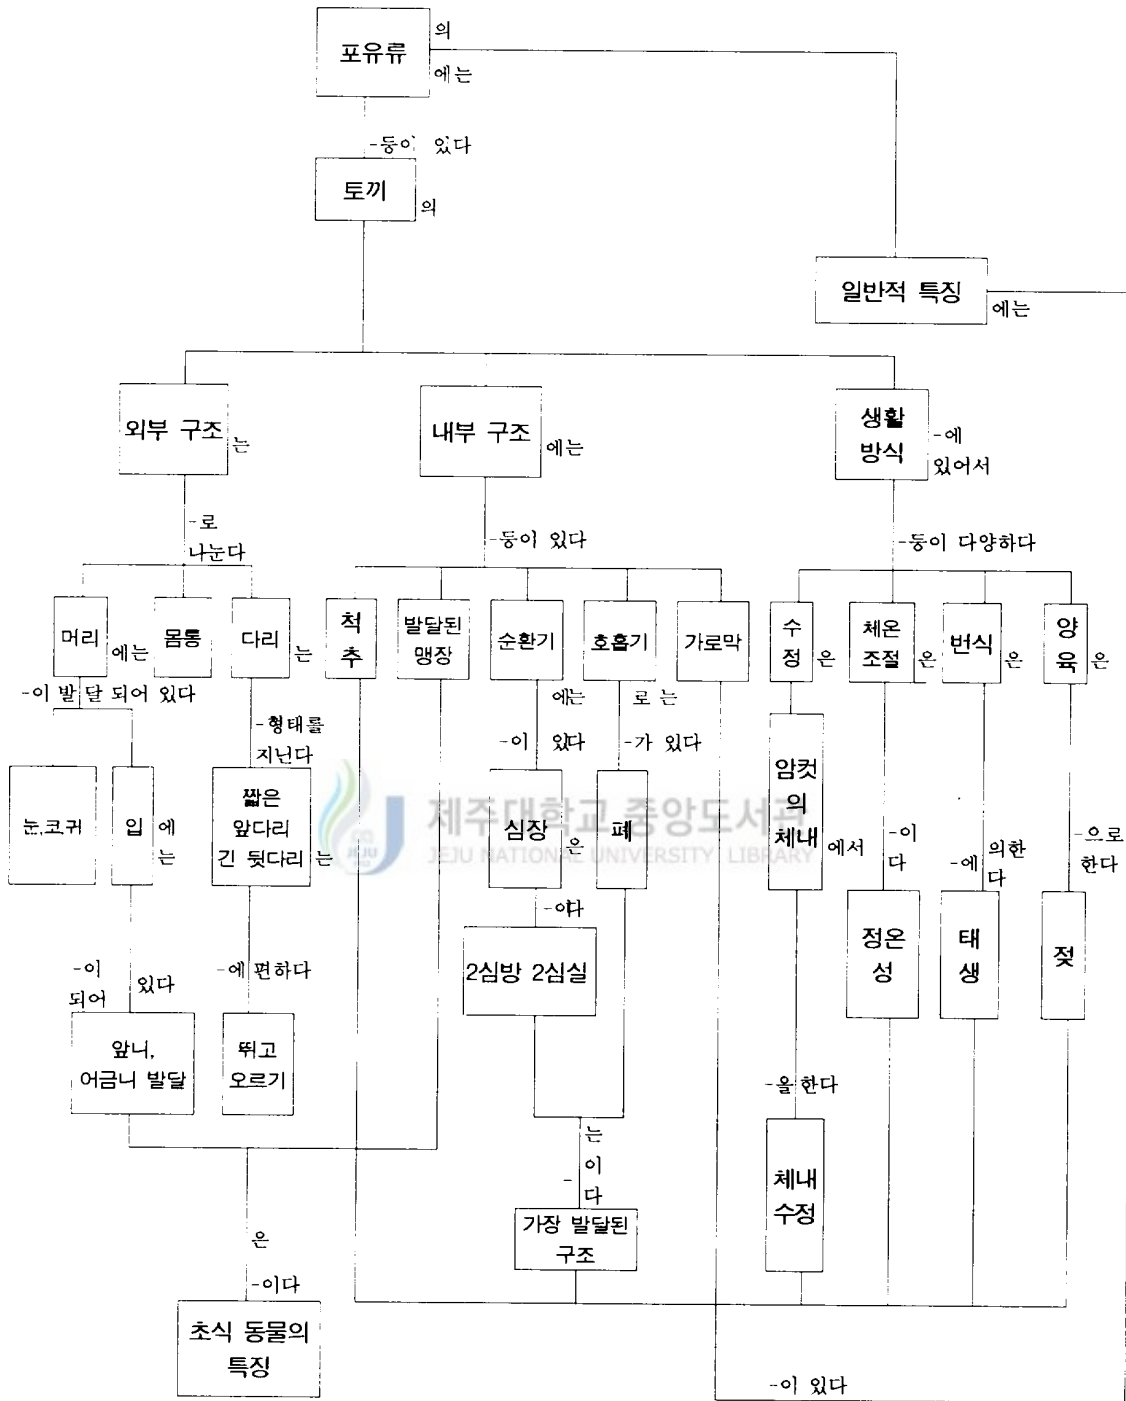 포유류
의
에는
-등이 있다
토끼
의
일반적 특징
에는
외부 구조
는
내부 구조
에는
생활
방식
-에
있어서
-로
나눈다
-등이 있다
-등이 다양하다
머리
에는
몸통
다리
는
척
추
발달된
맹장
순환기
호흡기
가로막
수
정
은
체온
조절
은
번식
은
양
육
은
-이 발달 되어 있다
에는
로는
-형태를
지닌다
-이 있다
-가 있다
눈,코귀
입
에
는
짧은
앞다리
긴 뒷다리
는
심장
은
폐
암컷
의
체내
에서
-이
다
-에
의한
다
-으로
한다
제주대학교 중앙도서관
JEJU NATIONAL UNIVERSITY LIBRARY
JEJU
-이다
정온
성
태
생
젖
-이
되어
있다
-에 편하다
2심방 2심실
앞니,
어금니 발달
뛰고
오르기
-을 한다
는
-이
다
체내
수정
가장 발달된
구조
은
-이다
초식 동물의
특징
-이 있다